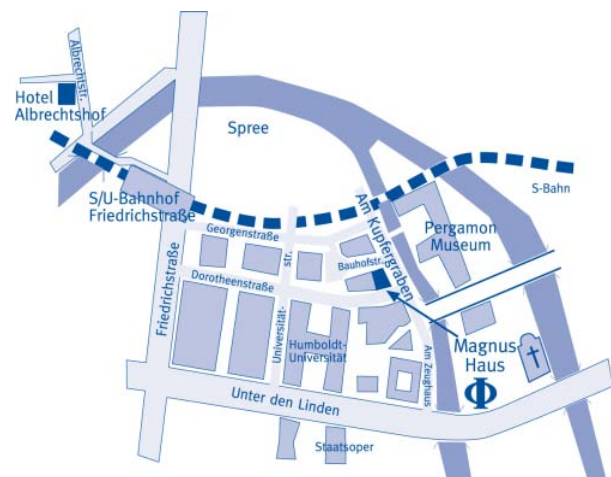 Albrechtstr.
Hotel
Albrechtshof
Spree
S-Bahn
S/U-Bahnhof
Friedrichstraße
Am Kupfergraben
Pergamon
Museum
Georgenstraße
Bauhofstr.
Dorotheenstraße
Friedrichstraße
Universität-
str.
Humboldt-
Universität
Am Zeughaus
Magnus-
Haus
Φ
Unter den Linden
Staatsoper